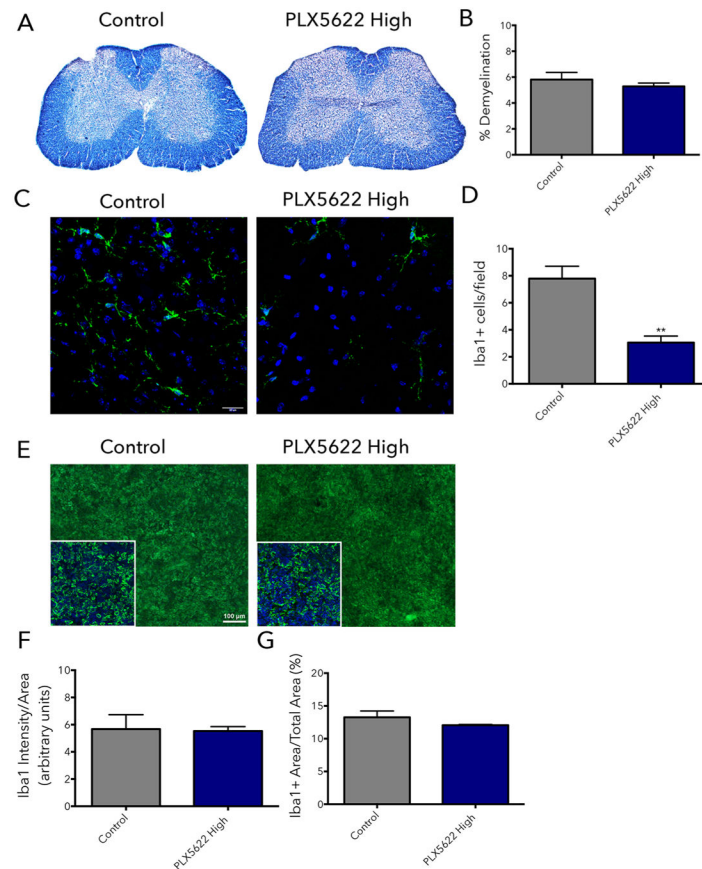 A
Control
PLX5622 High
B
% Demyelination
10
8
6
4
2
0
Control
PLX5622 High
C
Control
PLX5622 High
D
Iba1+ cells/field
10
8
6
4
2
0
**
Control
PLX5622 High
E
Control
PLX5622 High
100 µm
F
Iba1 Intensity/Area
(arbitrary units)
10
8
6
4
2
0
Control
PLX5622 High
G
Iba1+ Area/Total Area (%)
20
15
10
5
0
Control
PLX5622 High